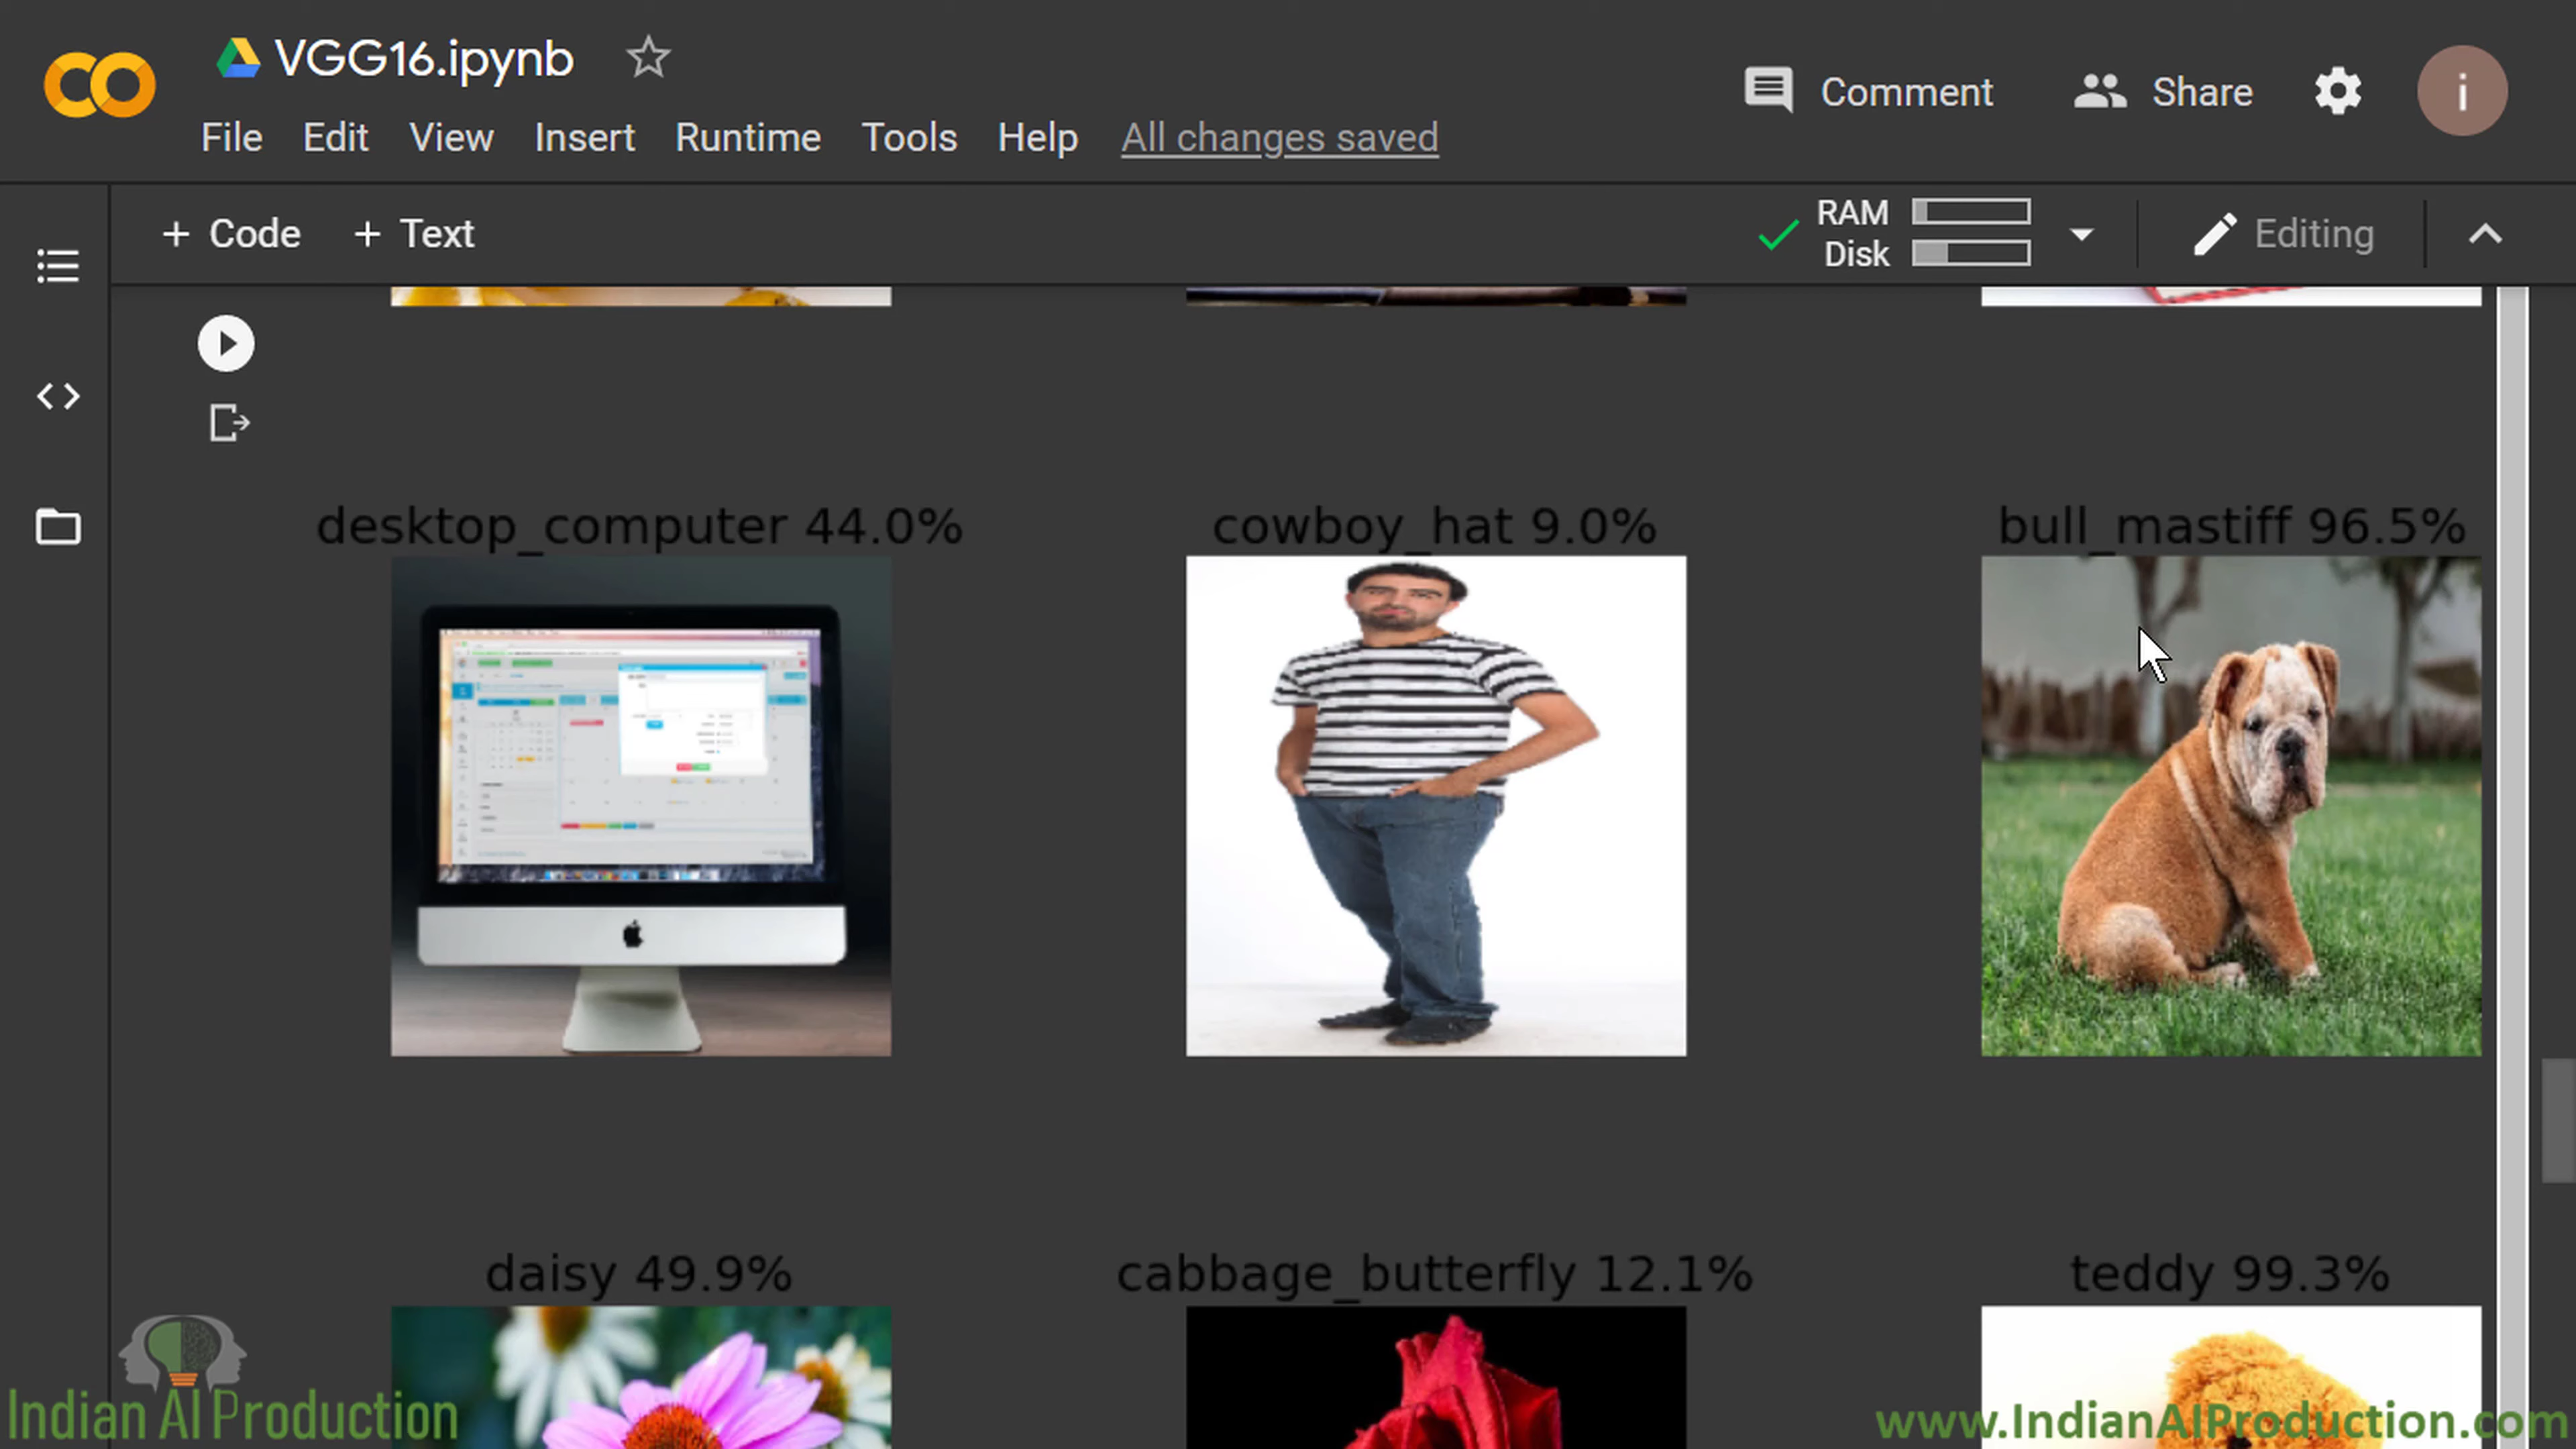 VGG16.ipynb
Comment
Share
i
File Edit View Insert Runtime Tools Help All changes saved
+ Code + Text
RAM
Disk
Editing
desktop_computer 44.0%
cowboy_hat 9.0%
bull_mastiff 96.5%
daisy 49.9%
cabbage_butterfly 12.1%
teddy 99.3%
Indian AI Production
www.IndianAIProduction.com